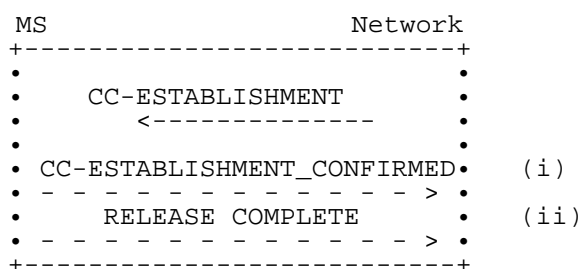 MS Network
+---------------------------+
• •
• CC-ESTABLISHMENT •
• <-------------- •
• •
• CC-ESTABLISHMENT_CONFIRMED• (i)
• - - - - - - - - - - - - > •
• RELEASE COMPLETE • (ii)
• - - - - - - - - - - - - > •
+---------------------------+